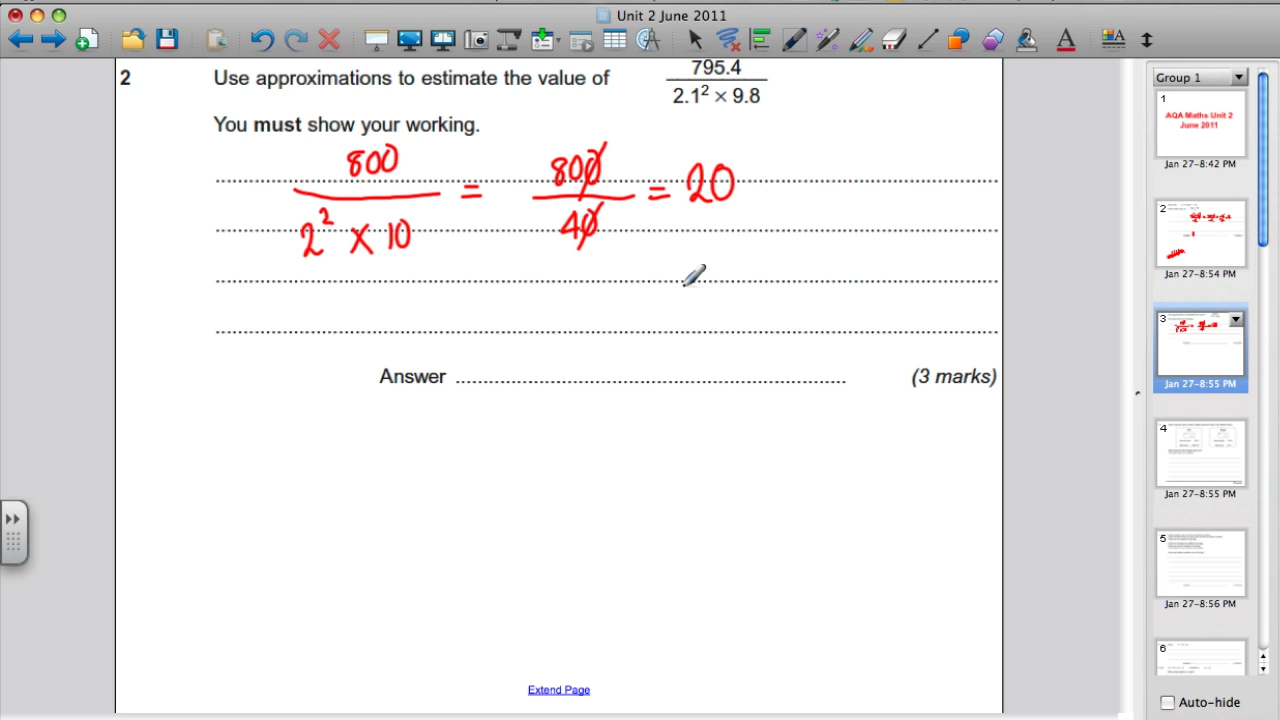 Unit 2 June 2011
2 Use approximations to estimate the value of 795.4 / 2.1² × 9.8
You must show your working.
800 / 2² × 10 = 800 / 40 = 20
Answer (3 marks)
Extend Page
Group 1
1
AQA Maths Unit 2
June 2011
Jan 27-8:42 PM
2
Jan 27-8:54 PM
3
Jan 27-8:55 PM
4
Jan 27-8:55 PM
5
Jan 27-8:56 PM
6
Auto-hide